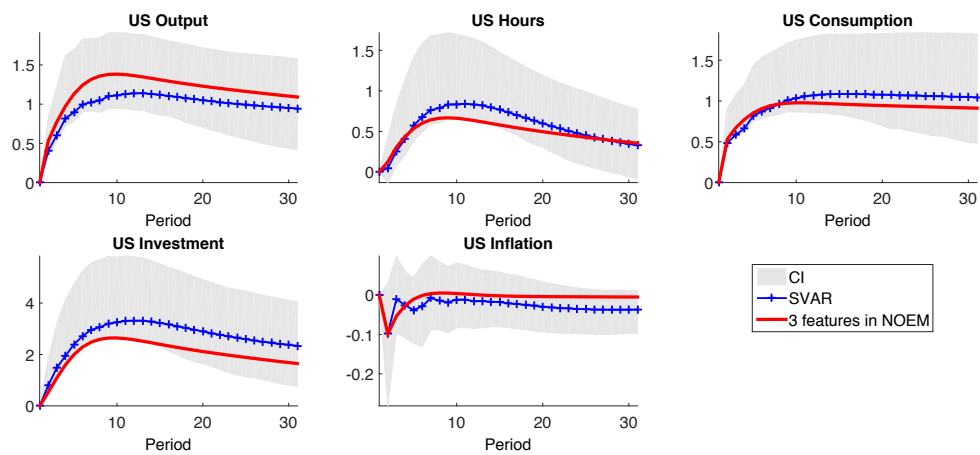 US Output
US Hours
US Consumption
1.5
1
0.5
0
10
20
30
Period
1.5
1
0.5
0
10
20
30
Period
1.5
1
0.5
0
10
20
30
Period
US Investment
US Inflation
4
2
0
10
20
30
Period
0
-0.1
-0.2
10
20
30
Period
CI
SVAR
3 features in NOEM